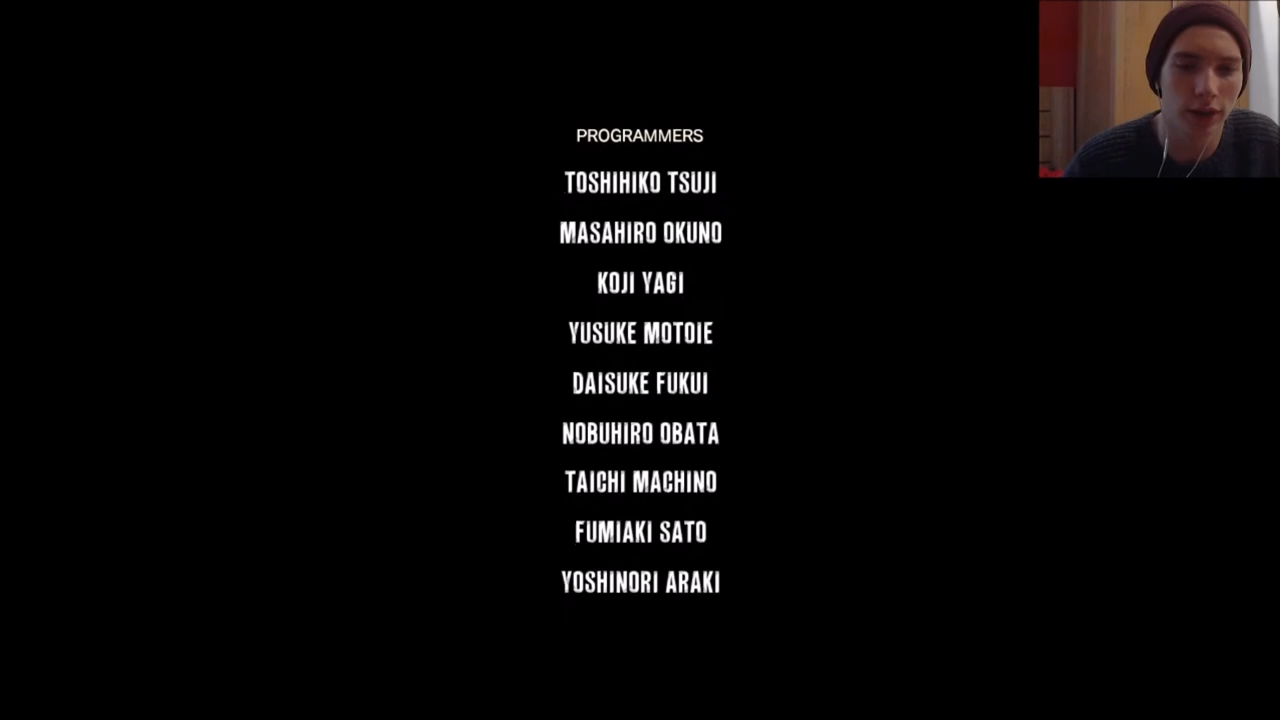 PROGRAMMERS
TOSHIHIKO TSUJI
MASAHIRO OKUNO
KOJI YAGI
YUSUKE MOTOIE
DAISUKE FUKUI
NOBUHIRO OBATA
TAICHI MACHINO
FUMIAKI SATO
YOSHINORI ARAKI